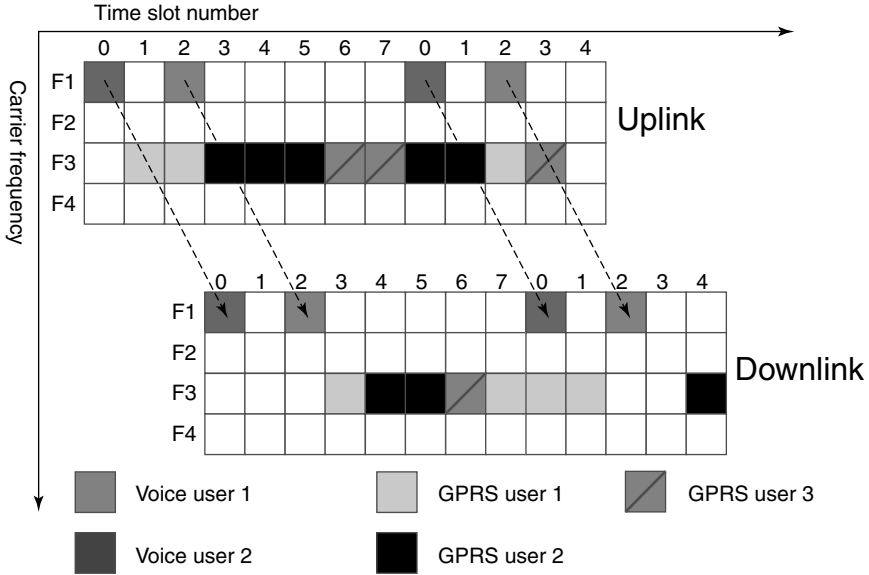 Time slot number
0 1 2 3 4 5 6 7 0 1 2 3 4
Carrier frequency
F1
F2
Uplink
F3
F4
0 1 2 3 4 5 6 7 0 1 2 3 4
F1
F2
Downlink
F3
F4
Voice user 1 GPRS user 1 GPRS user 3
Voice user 2 GPRS user 2